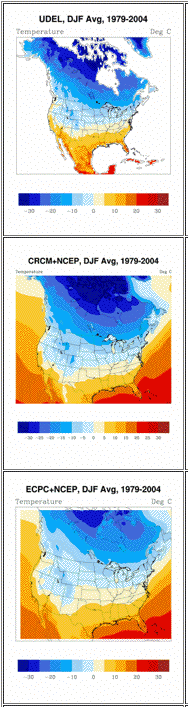 UDEL, DJF Avg, 1979-2004
Temperature Deg C
-30 -20 -10 0 10 20 30
CRCM+NCEP, DJF Avg, 1979-2004
Temperature Deg C
-30 -25 -20 -15 -10 -5 0 5 10 15 20 25 30
ECPC+NCEP, DJF Avg, 1979-2004
Temperature Deg C
-30 -20 -10 0 10 20 30